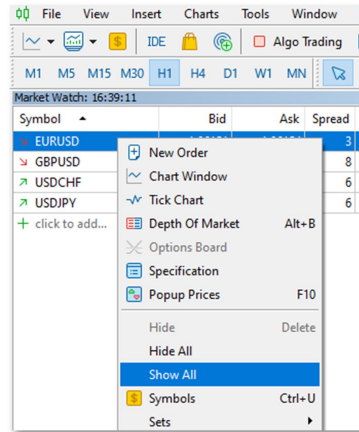 File View Insert Charts Tools Window
$ IDE Algo Trading
M1 M5 M15 M30 H1 H4 D1 W1 MN
Market Watch: 16:39:11
Symbol Bid Ask Spread
EURUSD 3
New Order
GBPUSD 8
Chart Window
USDCHF 6
Tick Chart
USDJPY 6
Depth Of Market Alt+B
click to add...
Options Board
Specification
Popup Prices F10
Hide Delete
Hide All
Show All
$ Symbols Ctrl+U
Sets